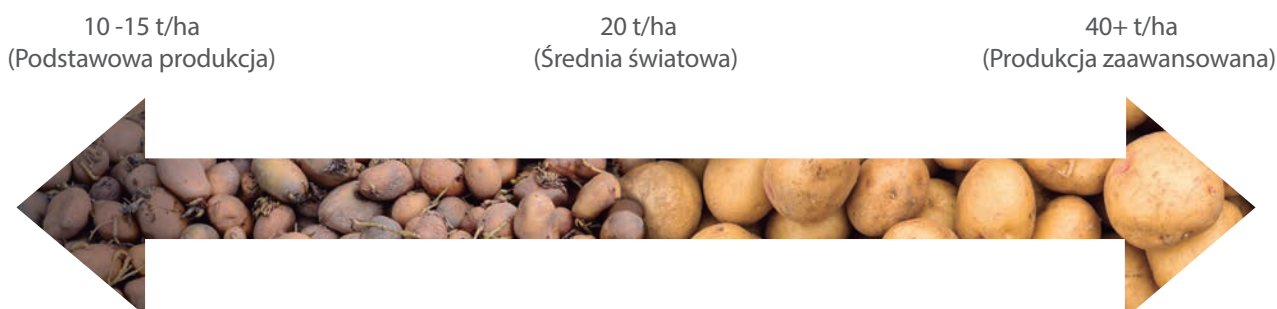 10 -15 t/ha
(Podstawowa produkcja)
20 t/ha
(Średnia światowa)
40+ t/ha
(Produkcja zaawansowana)